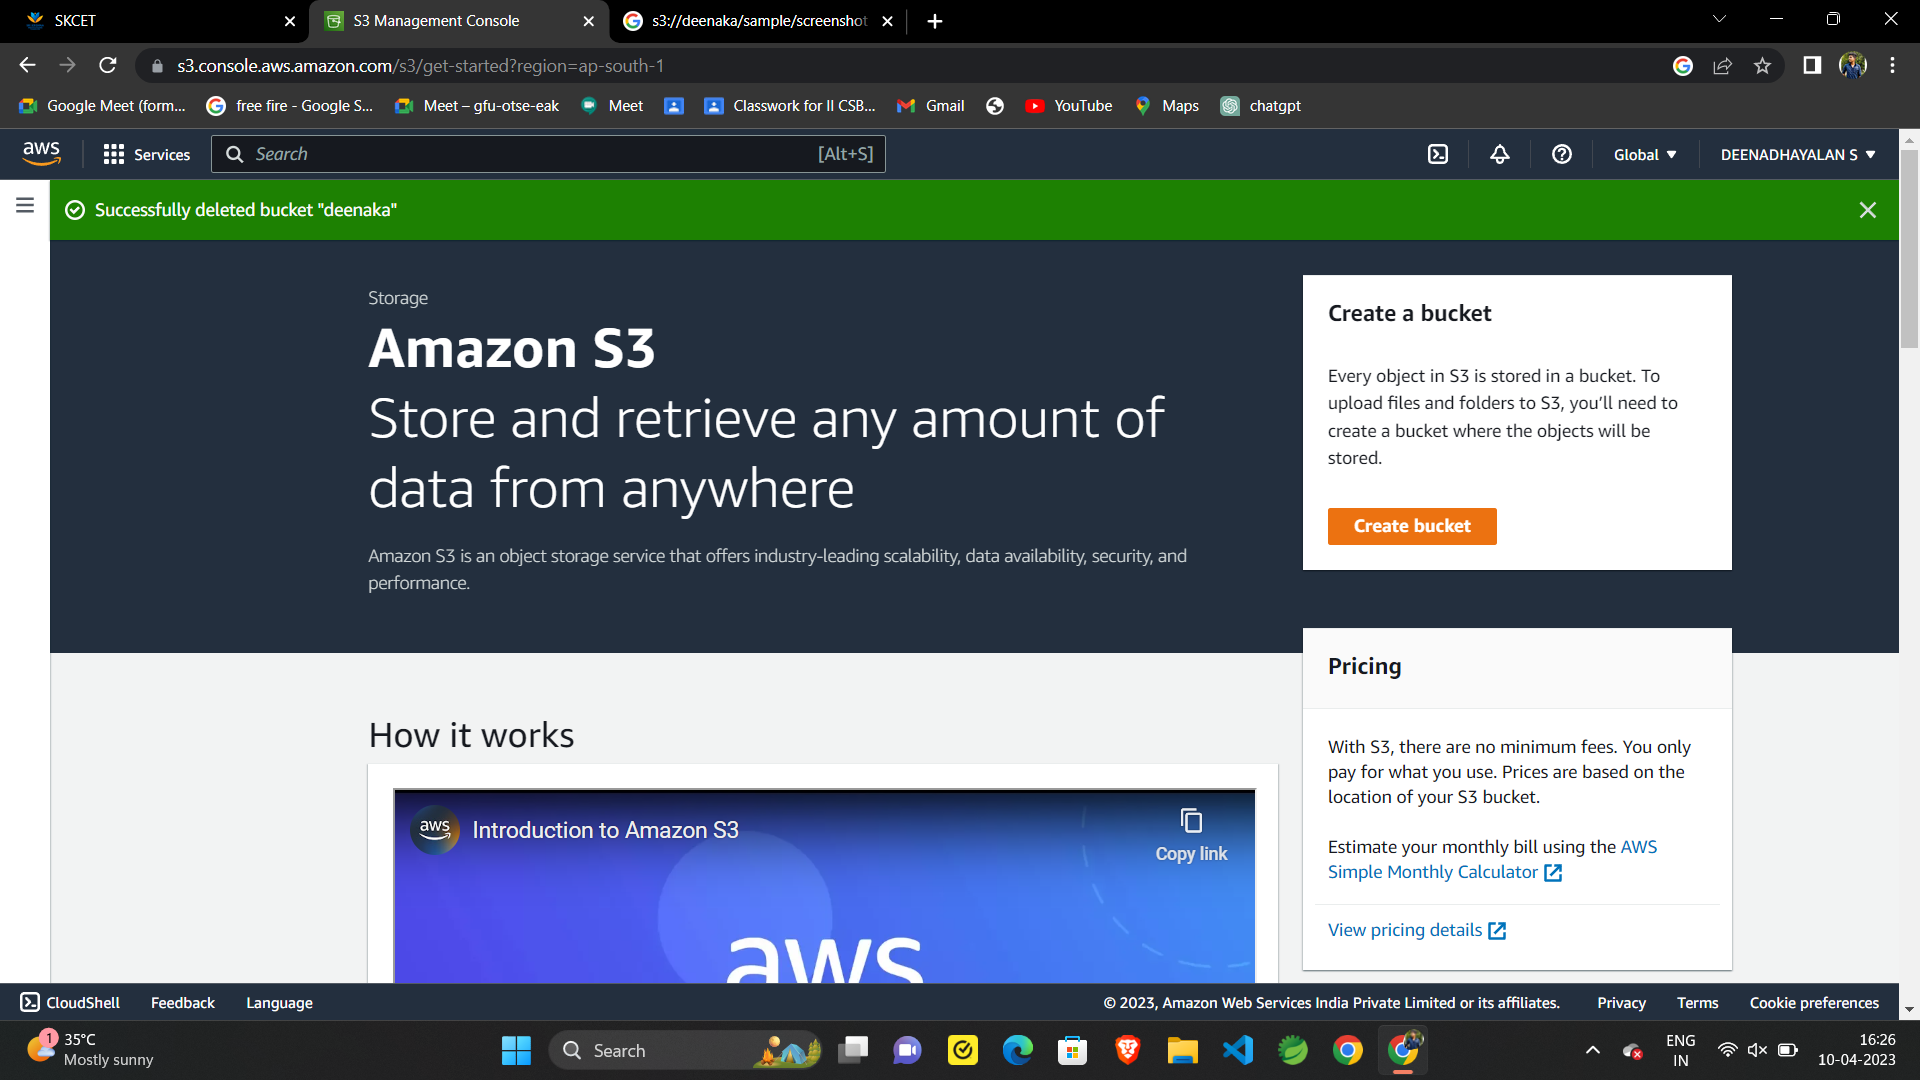 SKCET
S3 Management Console
s3://deenaka/sample/screenshot
s3.console.aws.amazon.com/s3/get-started?region=ap-south-1
Google Meet (form...
free fire - Google S...
Meet – gfu-otse-eak
Meet
Classwork for II CSB...
Gmail
YouTube
Maps
chatgpt
aws
Services
Search
[Alt+S]
Global
DEENADHAYALAN S
Successfully deleted bucket "deenaka"
Storage
Amazon S3
Store and retrieve any amount of
data from anywhere
Amazon S3 is an object storage service that offers industry-leading scalability, data availability, security, and
performance.
Create a bucket
Every object in S3 is stored in a bucket. To
upload files and folders to S3, you'll need to
create a bucket where the objects will be
stored.
Create bucket
Pricing
With S3, there are no minimum fees. You only
pay for what you use. Prices are based on the
location of your S3 bucket.
Estimate your monthly bill using the AWS
Simple Monthly Calculator
View pricing details
How it works
aws
Introduction to Amazon S3
Copy link
aws
CloudShell
Feedback
Language
© 2023, Amazon Web Services India Private Limited or its affiliates.
Privacy
Terms
Cookie preferences
1
35°C
Mostly sunny
Search
ENG
IN
16:26
10-04-2023